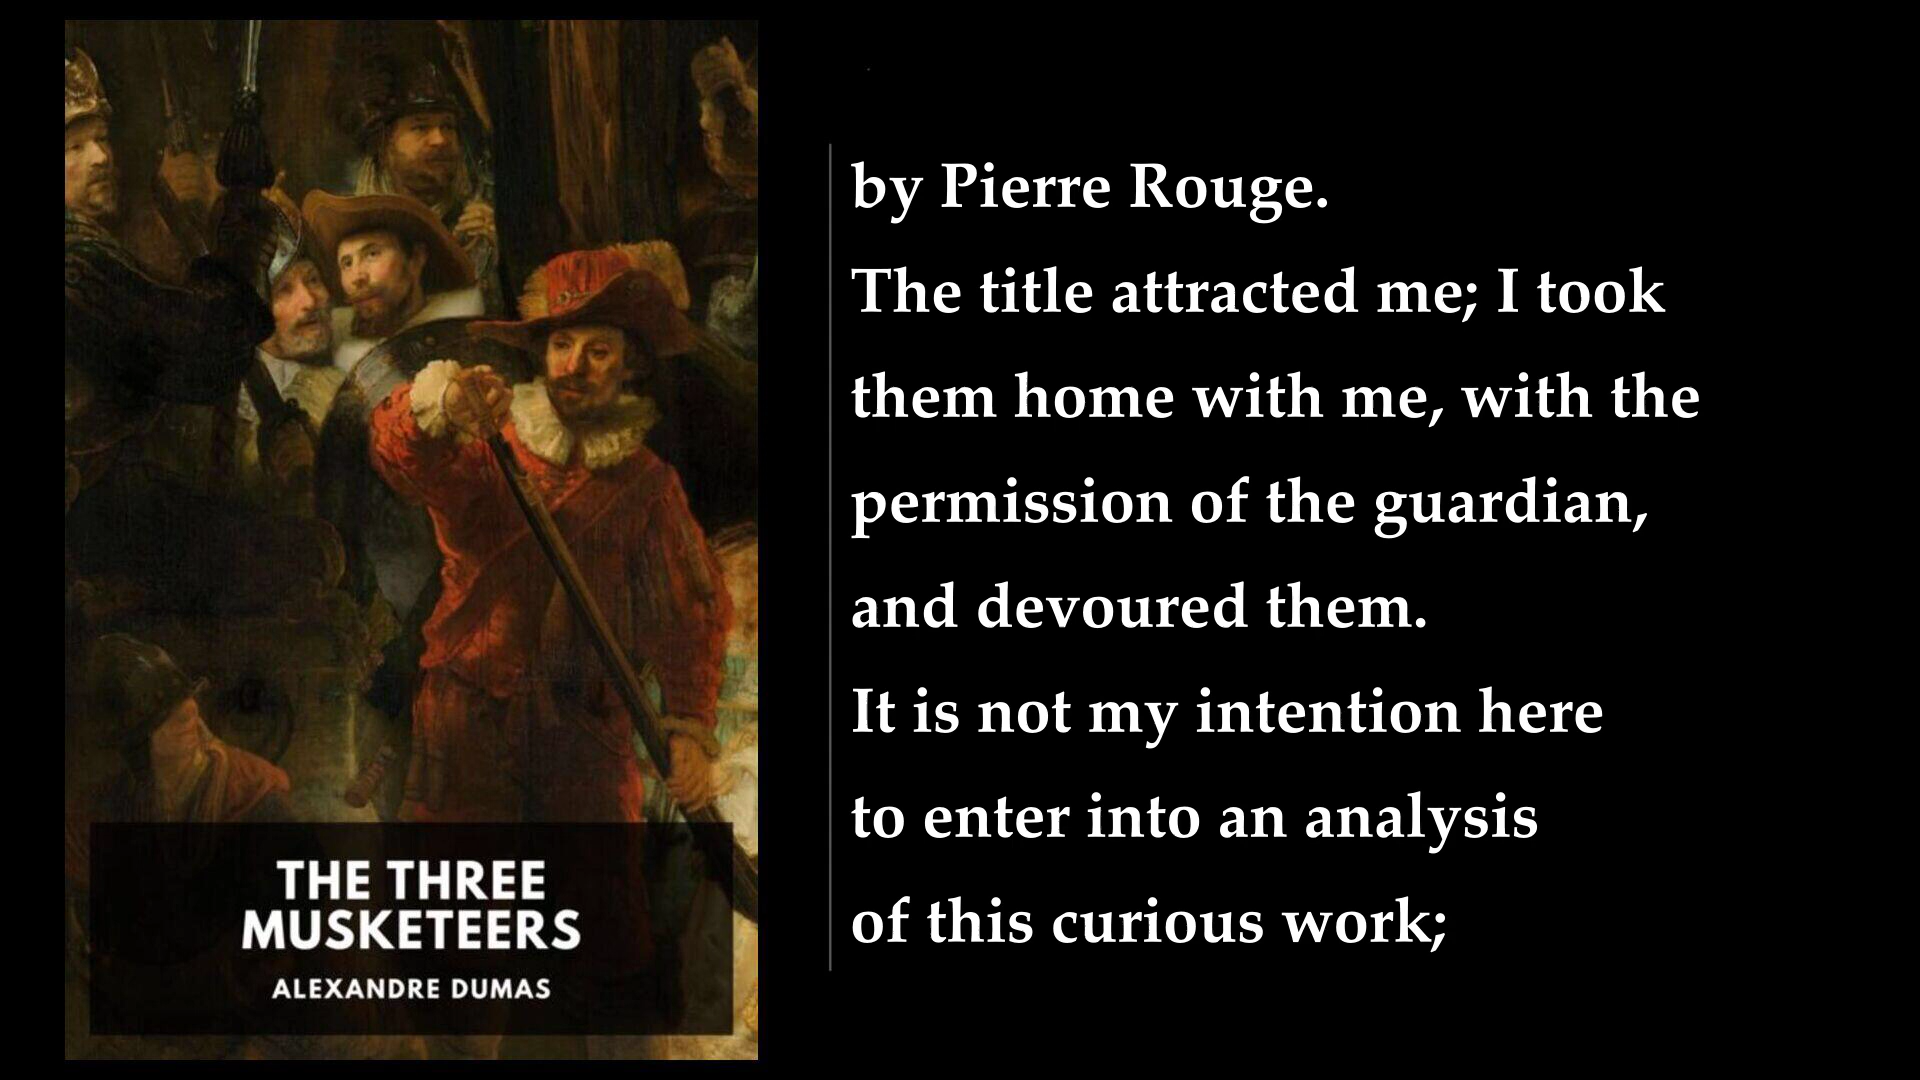 THE THREE
MUSKETEERS
ALEXANDRE DUMAS
by Pierre Rouge.
The title attracted me; I took
them home with me, with the
permission of the guardian,
and devoured them.
It is not my intention here
to enter into an analysis
of this curious work;